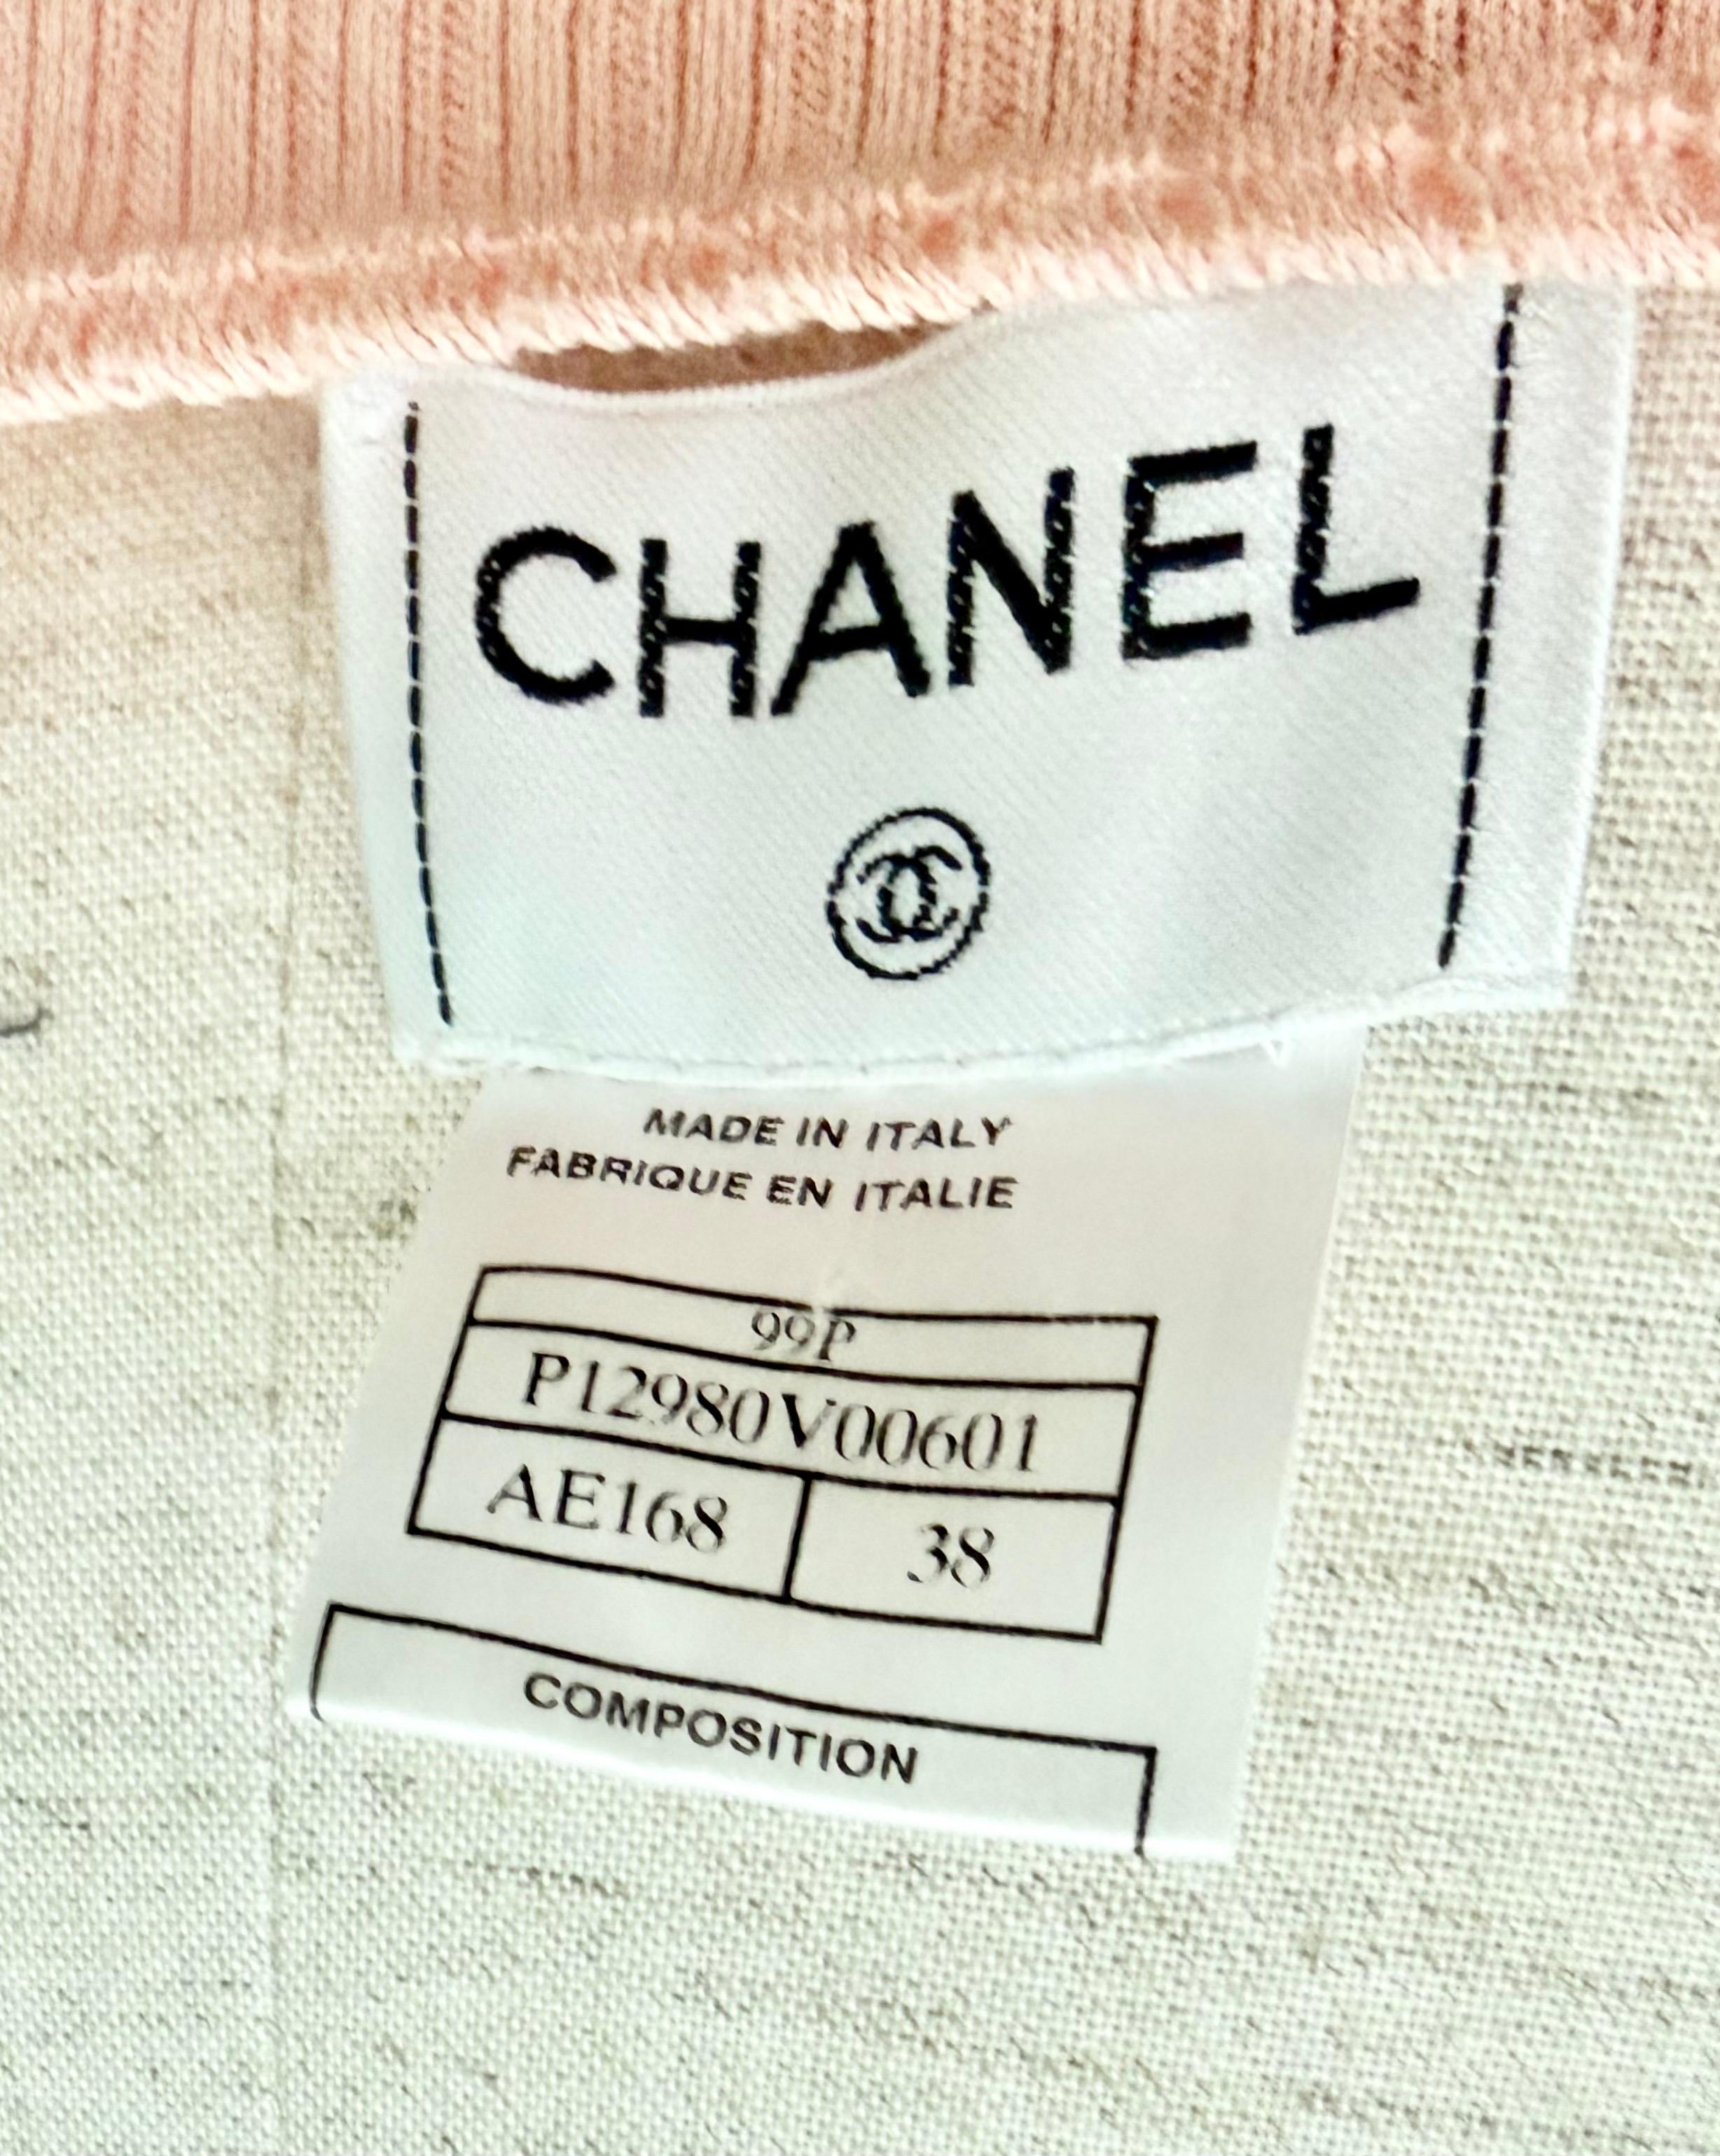 CHANEL
MADE IN ITALY
FABRIQUE EN ITALIE
99P
P12980V00601
AE168 38
COMPOSITION